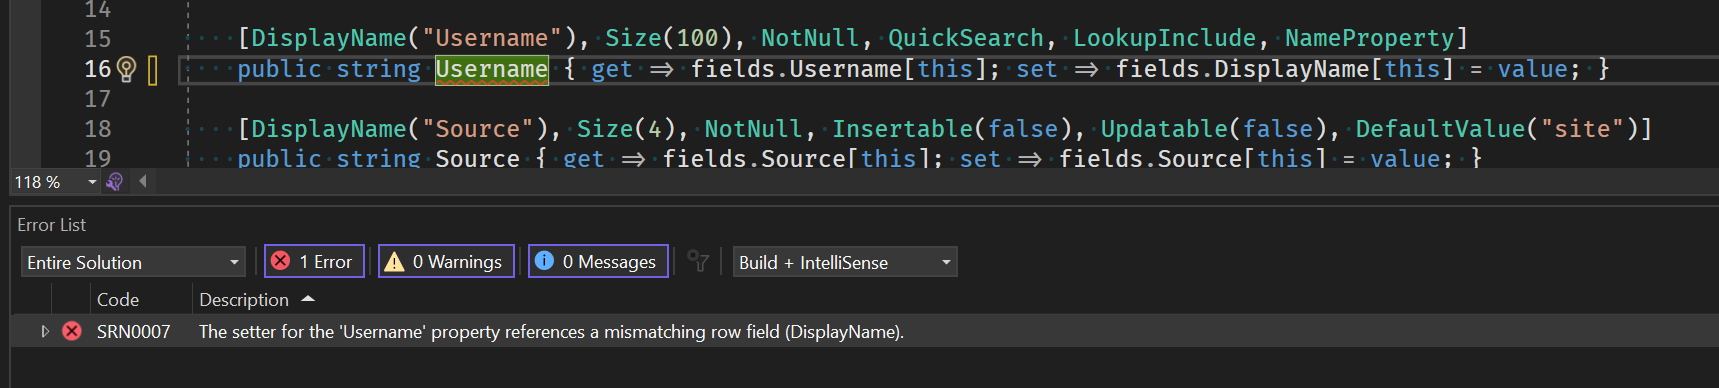 14
15 [DisplayName("Username"), Size(100), NotNull, QuickSearch, LookupInclude, NameProperty]
16 public string Username { get => fields.Username[this]; set => fields.DisplayName[this] = value; }
17
18 [DisplayName("Source"), Size(4), NotNull, Insertable(false), Updatable(false), DefaultValue("site")]
19 public string Source { get => fields.Source[this]; set => fields.Source[this] = value; }
118 %
Error List
Entire Solution 1 Error 0 Warnings 0 Messages Build + IntelliSense
Code Description
SRN0007 The setter for the 'Username' property references a mismatching row field (DisplayName).